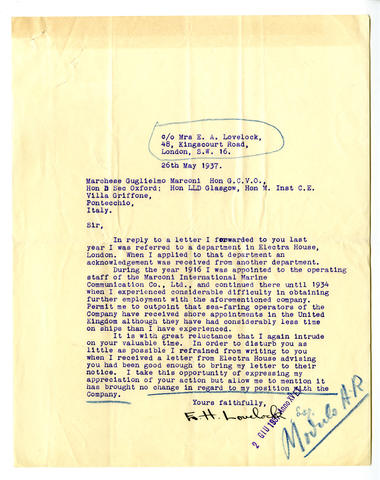 c/o Mrs E. A. Lovelock,
48, Kingscourt Road,
London, S.W. 16.
26th May 1937.
Marchese Guglielmo Marconi Hon G.C.V.O.,
Hon D Sec Oxford; Hon LLD Glasgow, Hon M. Inst C.E.
Villa Griffone,
Pontecchio,
Italy.
Sir,
In reply to a letter I forwarded to you last
year I was referred to a department in Electra House,
London. When I applied to that department an
acknowledgement was received from another department.
During the year 1916 I was appointed to the operating
staff of the Marconi International Marine
Communication Co., Ltd., and continued there until 1934
when I experienced considerable difficulty in obtaining
further employment with the aforementioned company.
Permit me to outpoint that sea-faring operators of the
Company have received shore appointments in the United
Kingdom although they have had considerably less time
on ships than I have experienced.
It is with great reluctance that I again intrude
on your valuable time. In order to disturb you as
little as possible I refrained from writing to you
when I received a letter from Electra House advising
you had been good enough to bring my letter to their
notice. I take this opportunity of expressing my
appreciation of your action but allow me to mention it
has brought no change in regard to my position with the
Company.
Yours faithfully,
H. Lovelock
2 GIU 193
Modulo AR